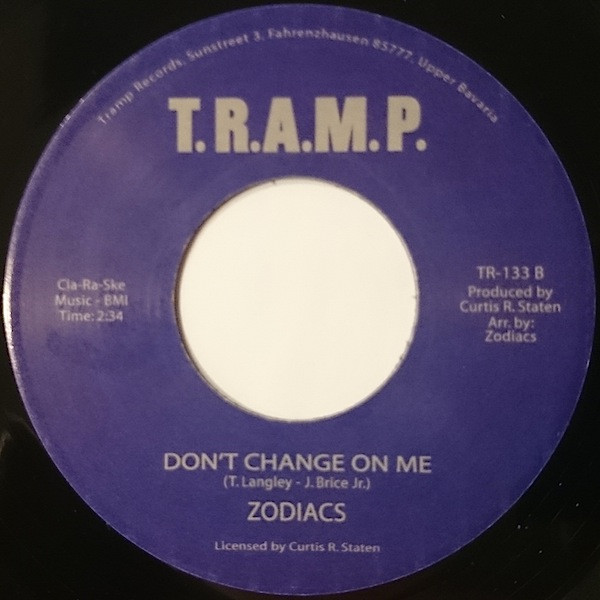 Tramp Records, Sunstreet 3, Fahrenzhausen 85777, Upper Bavaria
T.R.A.M.P.
Cla-Ra-Ske
Music - BMI
Time: 2:34
TR-133 B
Produced by
Curtis R. Staten
Arr. by:
Zodiacs
DON'T CHANGE ON ME
(T. Langley - J. Brice Jr.)
ZODIACS
Licensed by Curtis R. Staten